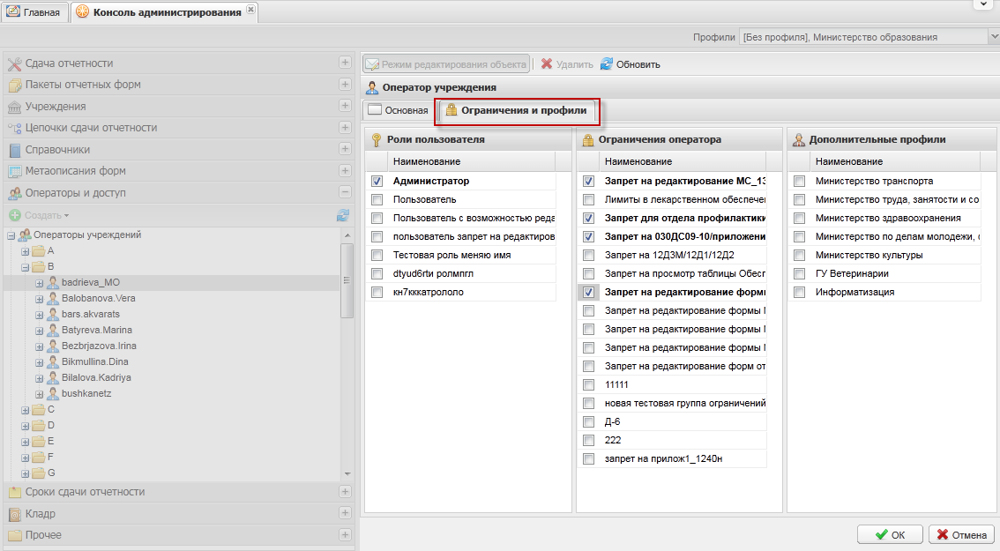 Главная
Консоль администрирования
Профили
[Без профиля], Министерство образования
Сдача отчетности
Пакеты отчетных форм
Учреждения
Цепочки сдачи отчетности
Справочники
Метаописания форм
Операторы и доступ
Создать
Операторы учреждений
A
B
badrieva_MO
Balobanova.Vera
bars.akvarats
Batyreva.Marina
Bezbrjazova.Irina
Bikmullina.Dina
Bilalova.Kadriya
bushkanetz
C
D
E
F
G
Сроки сдачи отчетности
Кладр
Прочее
Режим редактирования объекта
Удалить
Обновить
Оператор учреждения
Основная
Ограничения и профили
Роли пользователя
Наименование
Администратор
Пользователь
Пользователь с возможностью реда
пользователь запрет на редактиров
Тестовая роль меняю имя
dtyud6rtи ролмпгл
кн7кккатрололо
Ограничения оператора
Наименование
Запрет на редактирование МС_13
Лимиты в лекарственном обеспече
Запрет для отдела профилактики
Запрет на 030ДС09-10/приложени
Запрет на 12ДЗМ/12Д1/12Д2
Запрет на просмотр таблицы Обесп
Запрет на редактирование форми
Запрет на редактирование формы
Запрет на редактирование формы
Запрет на редактирование формы
Запрет на редактирование форм от
11111
новая тестовая группа ограничений
Д-6
222
запрет на прилож1_1240н
Дополнительные профили
Наименование
Министерство транспорта
Министерство труда, занятости и со
Министерство здравоохранения
Министерство по делам молодежи,
Министерство культуры
ГУ Ветеринарии
Информатизация
OK
Отмена